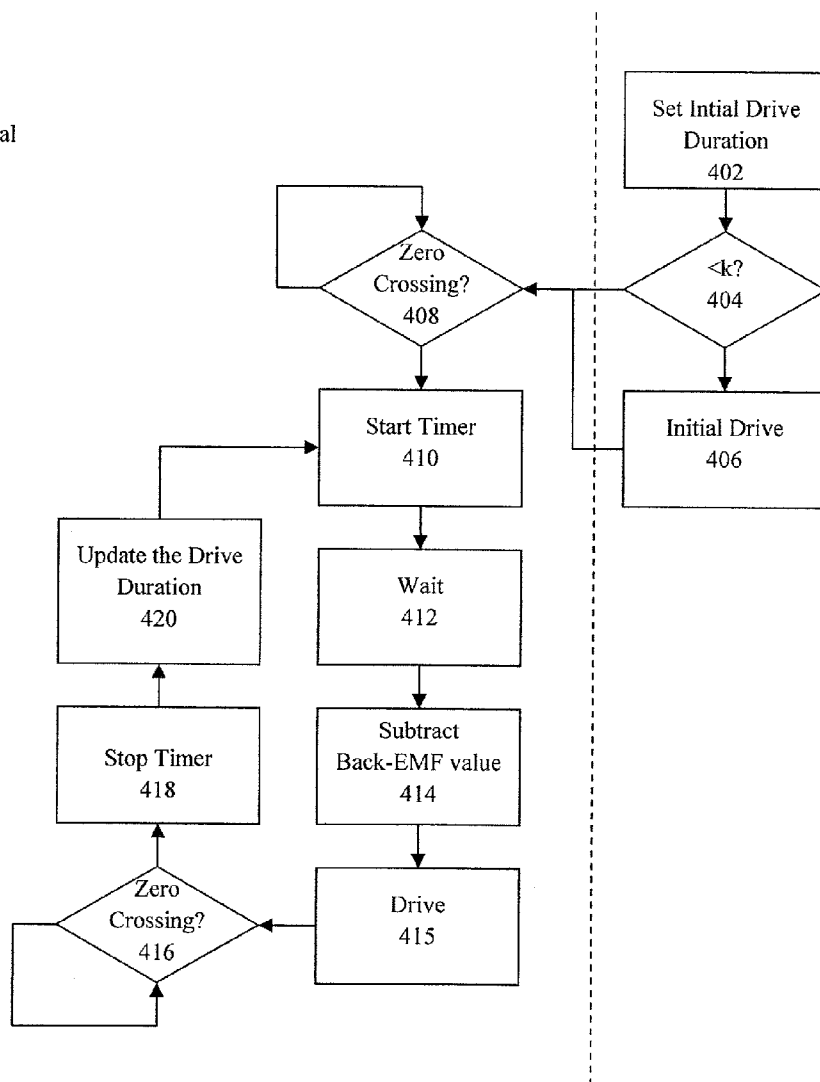 al
Set Intial Drive
Duration
402
<k?
404
Initial Drive
406
Zero
Crossing?
408
Start Timer
410
Wait
412
Subtract
Back-EMF value
414
Drive
415
Zero
Crossing?
416
Stop Timer
418
Update the Drive
Duration
420